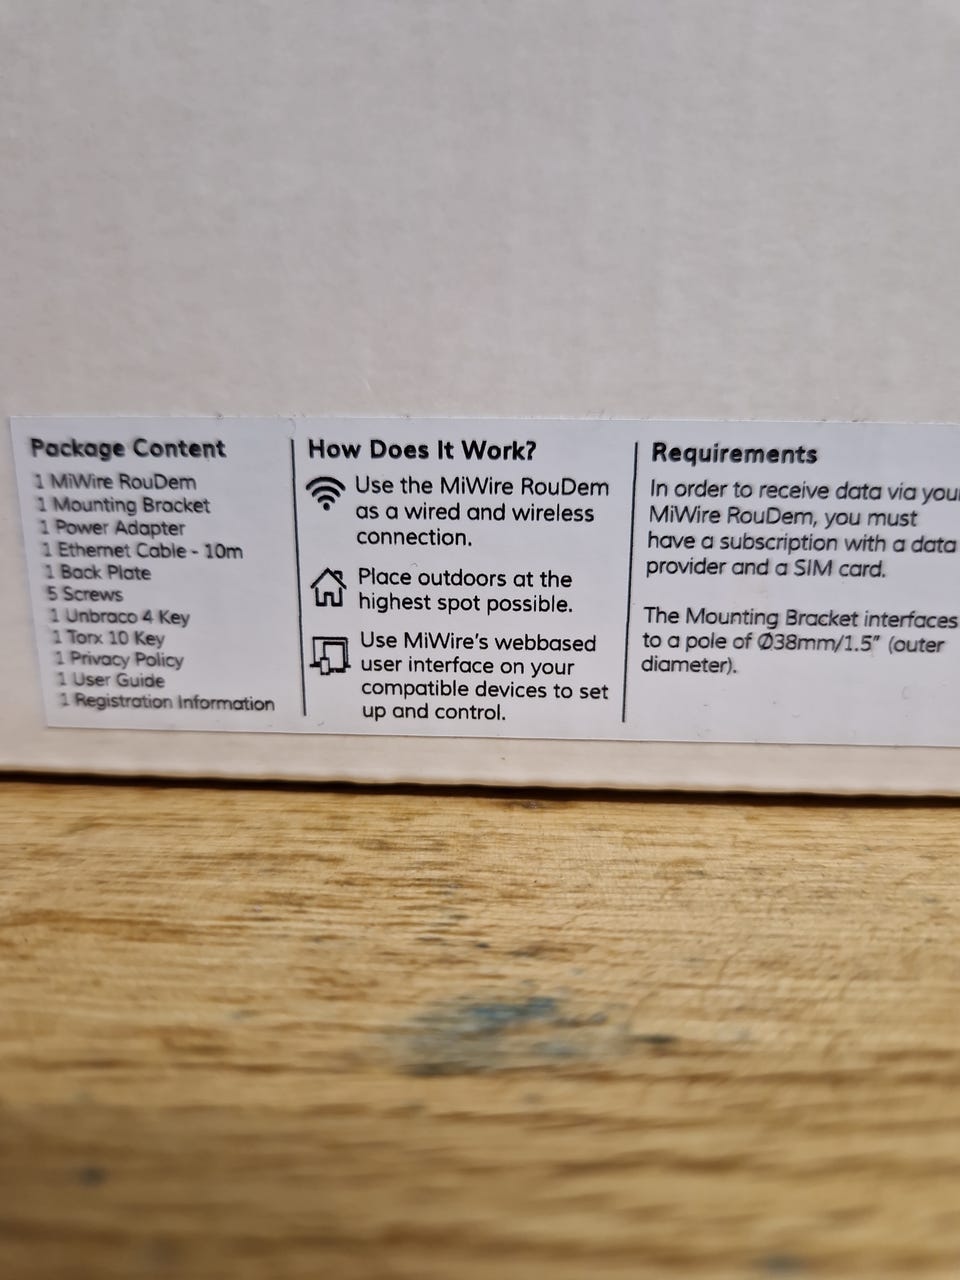 Package Content
1 MiWire RouDem
1 Mounting Bracket
1 Power Adapter
1 Ethernet Cable - 10m
1 Back Plate
5 Screws
1 Unbraco 4 Key
1 Torx 10 Key
1 Privacy Policy
1 User Guide
1 Registration Information
How Does It Work?
Use the MiWire RouDem
as a wired and wireless
connection.
Place outdoors at the
highest spot possible.
Use MiWire's webbased
user interface on your
compatible devices to set
up and control.
Requirements
In order to receive data via your
MiWire RouDem, you must
have a subscription with a data
provider and a SIM card.
The Mounting Bracket interfaces
to a pole of Ø38mm/1.5" (outer
diameter).